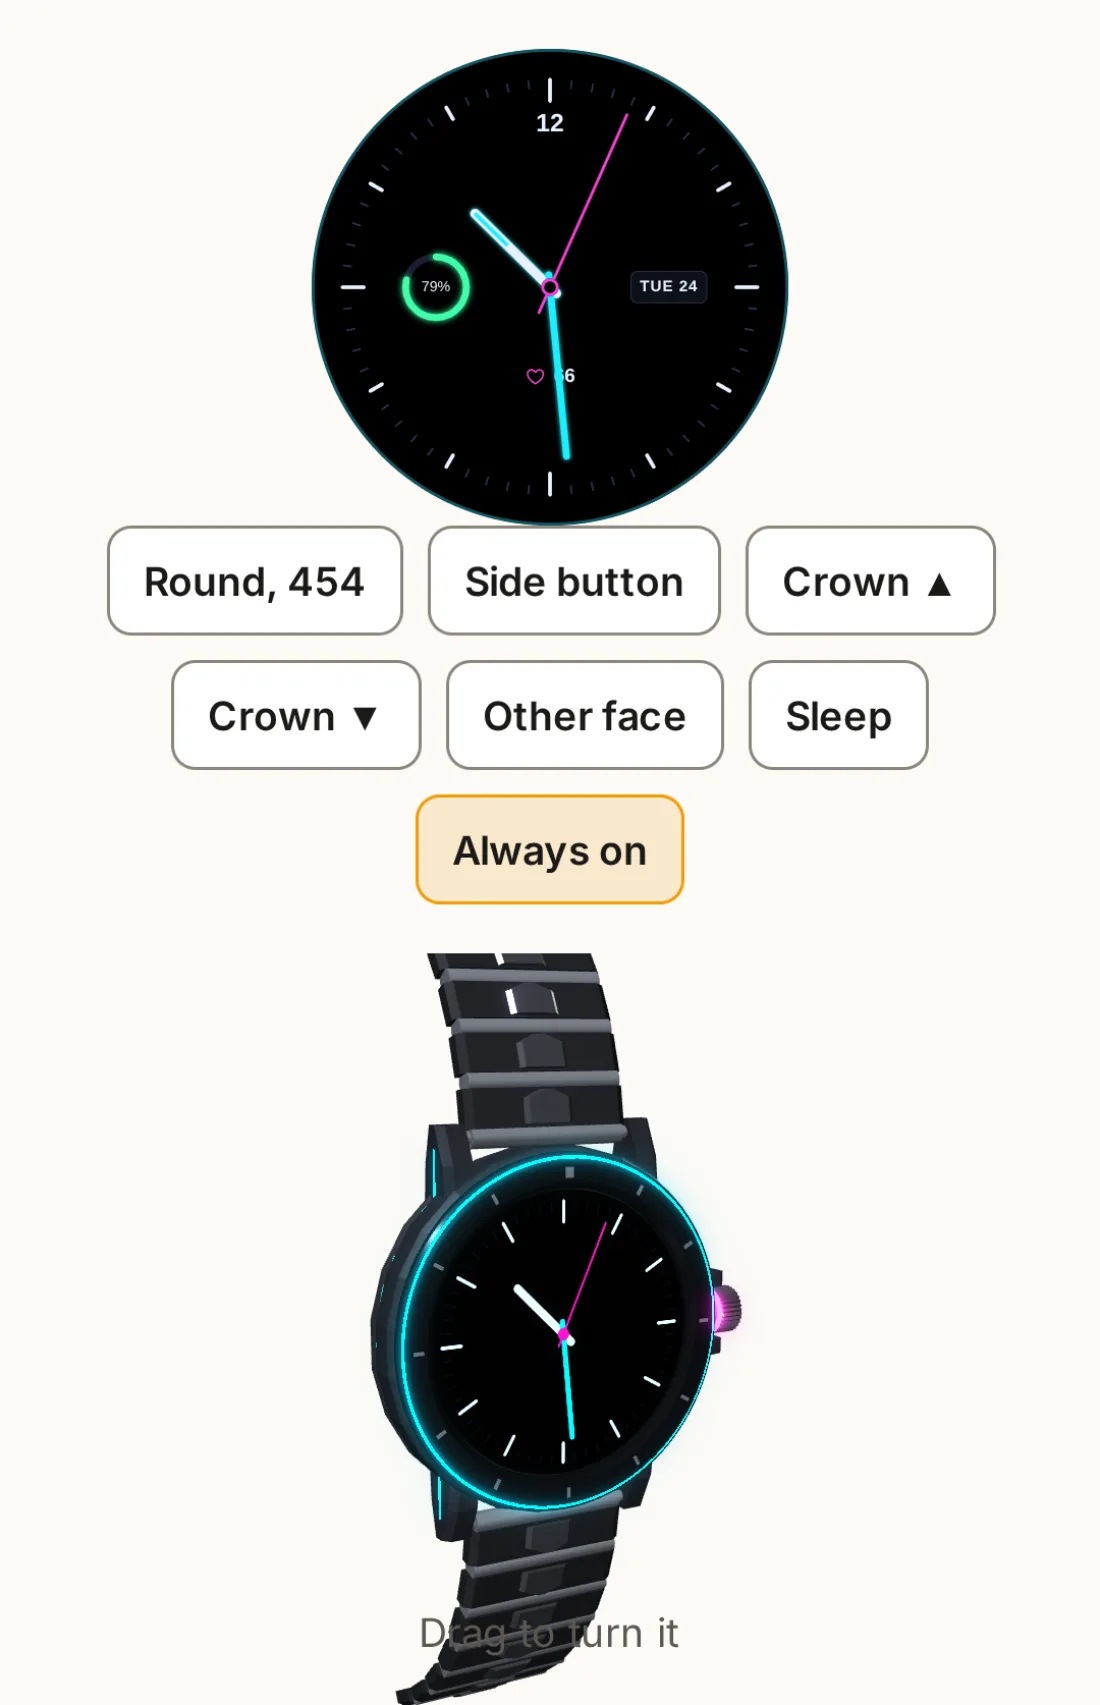 12
79%
TUE 24
Round, 454
Side button
Crown ▲
Crown ▼
Other face
Sleep
Always on
Drag to turn it